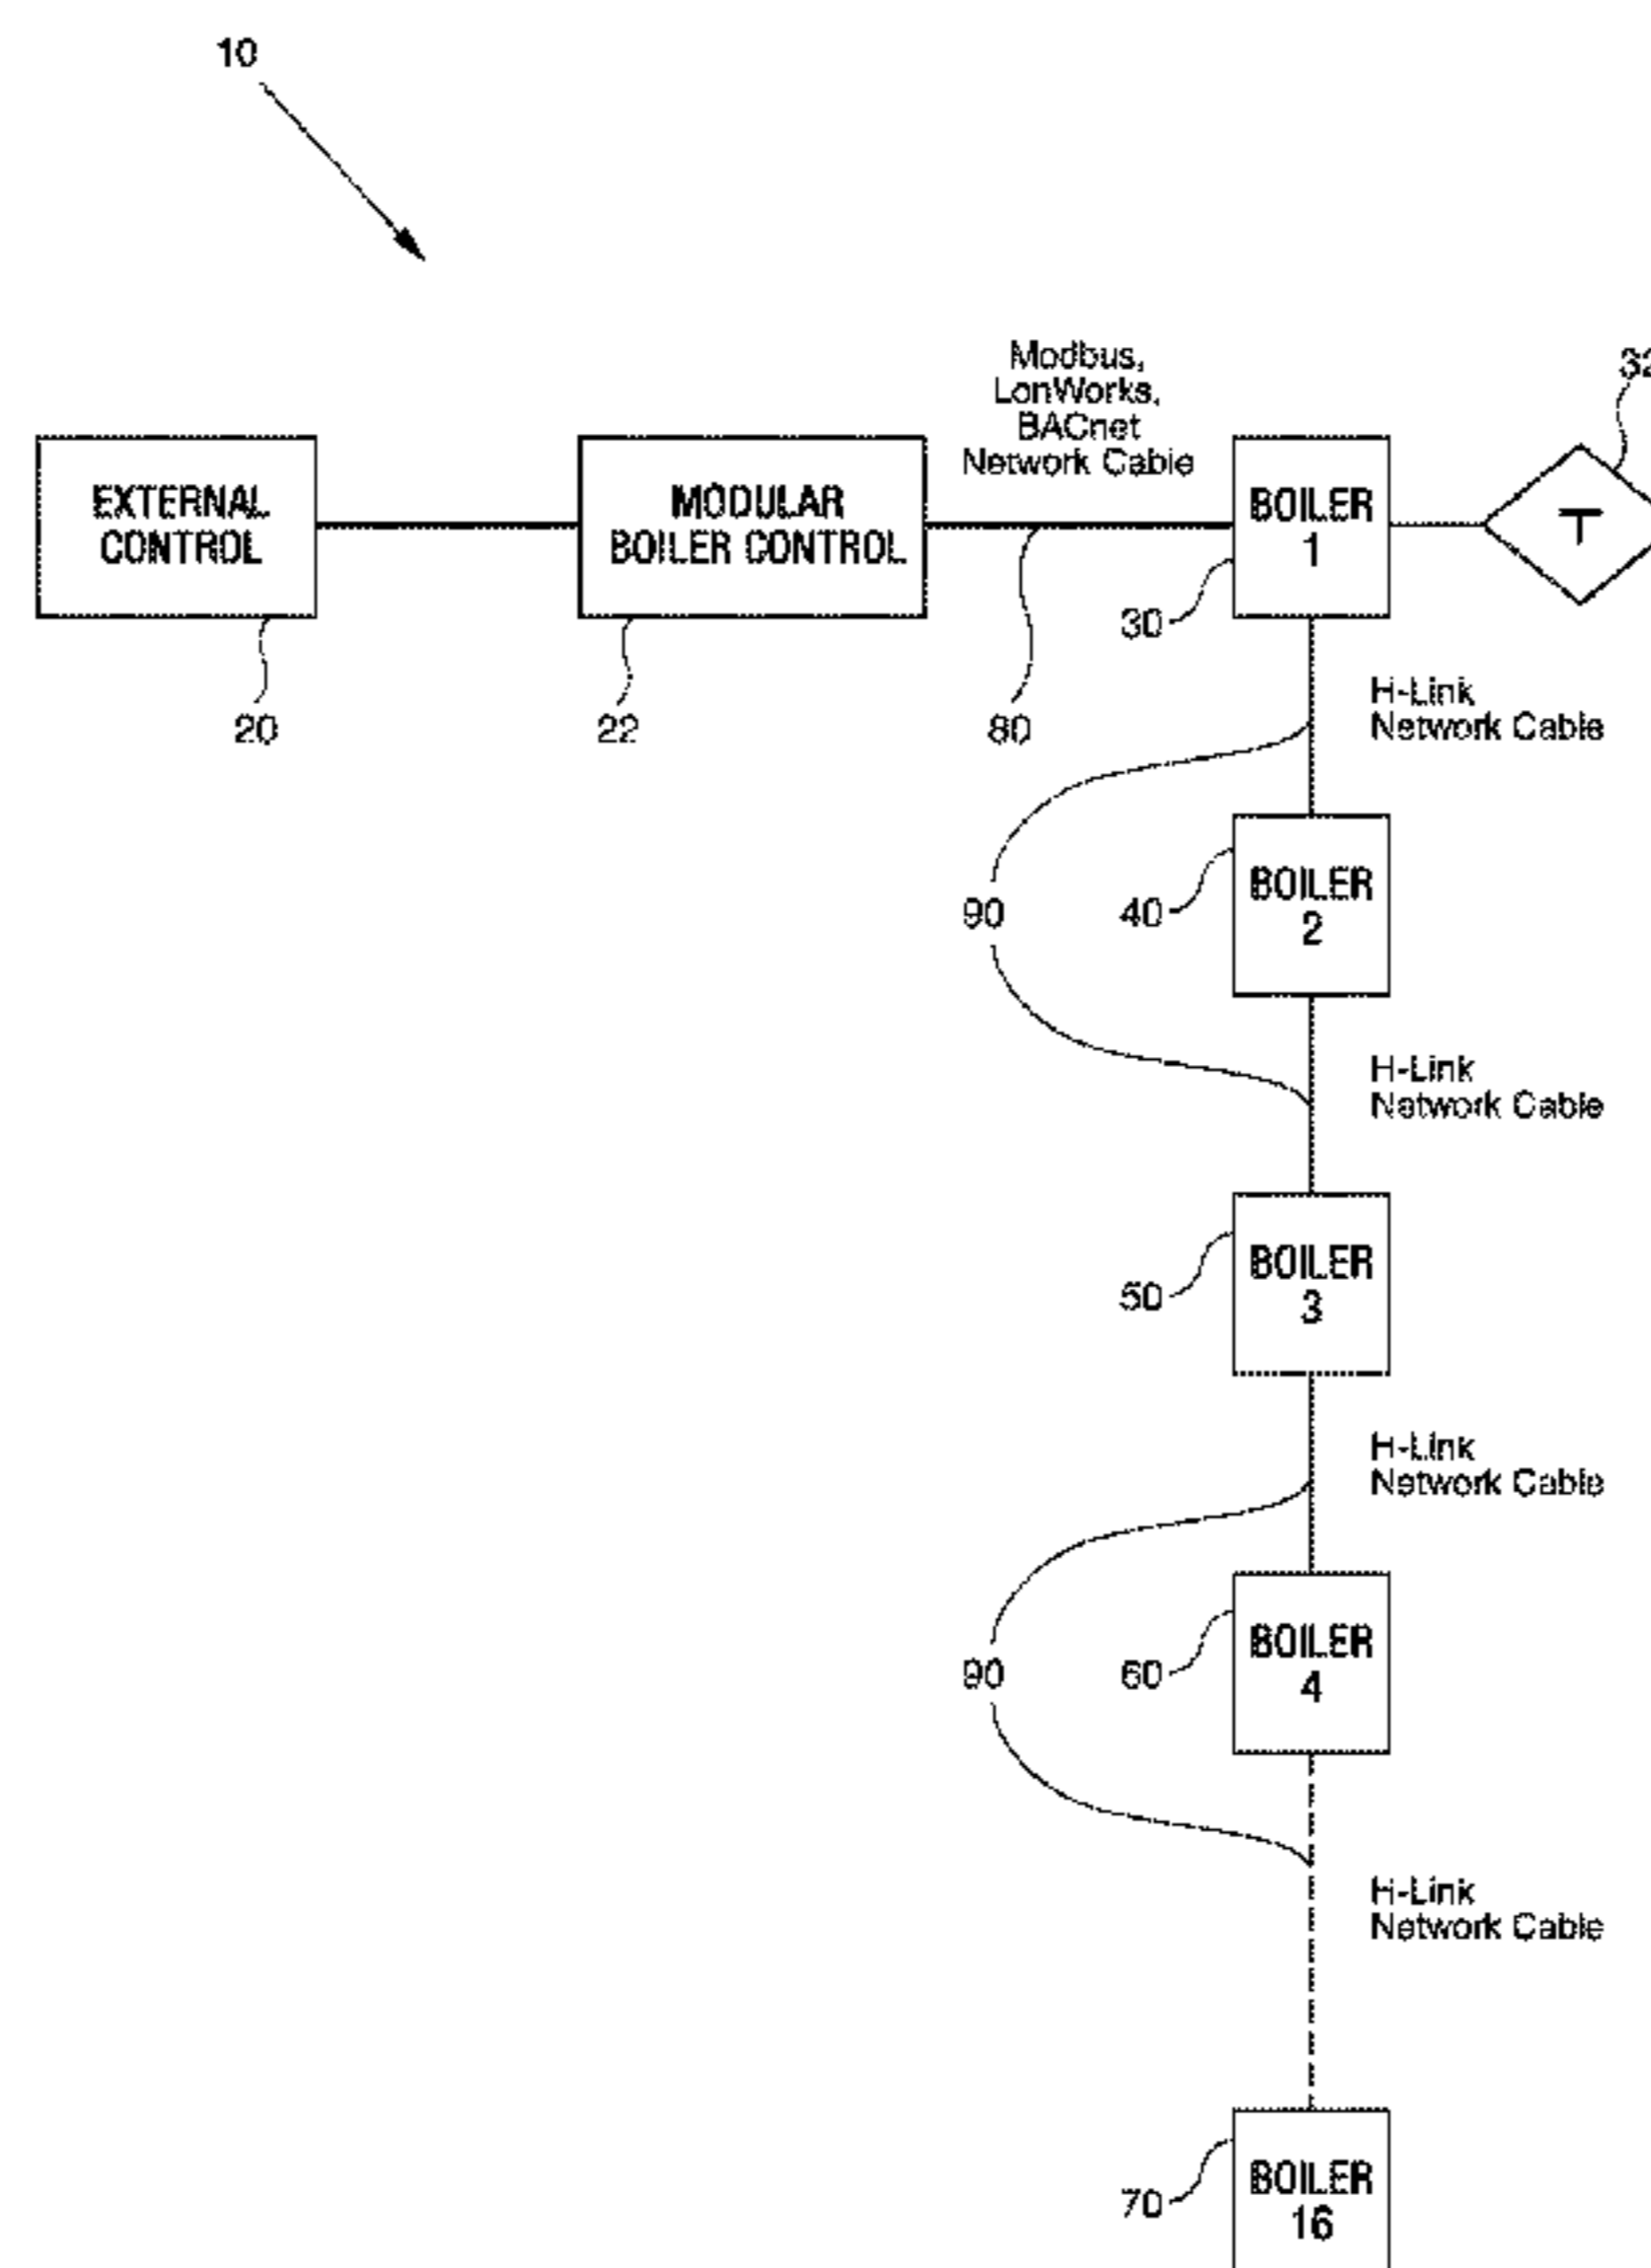 10
Modbus,
LonWorks,
BACnet
Network Cable
32
EXTERNAL
CONTROL
MODULAR
BOILER CONTROL
BOILER
1
T
30
20
22
80
H-Link
Network Cable
BOILER
2
90
40
H-Link
Network Cable
BOILER
3
50
H-Link
Network Cable
BOILER
4
90
60
H-Link
Network Cable
BOILER
16
70